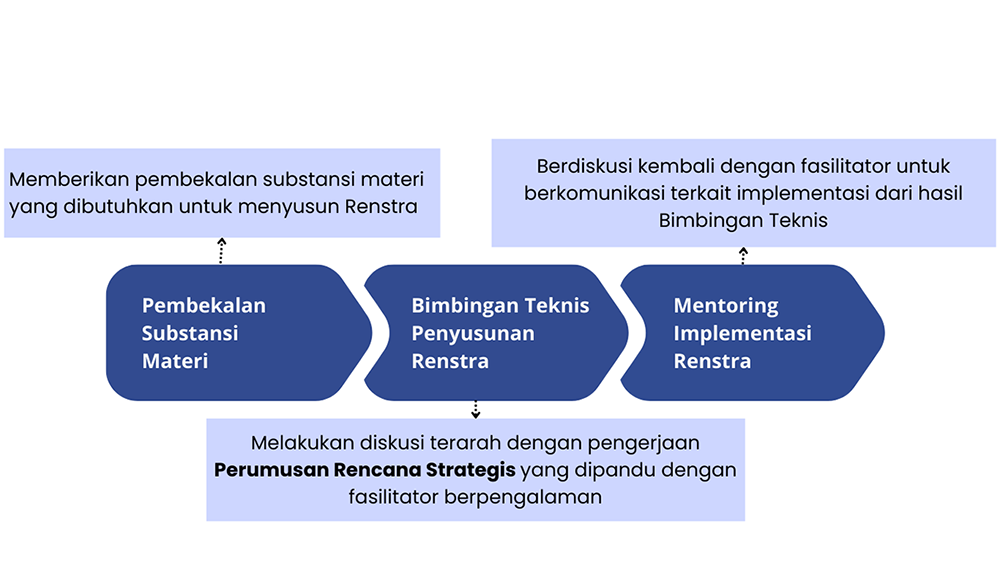 Memberikan pembekalan substansi materi
yang dibutuhkan untuk menyusun Renstra
Berdiskusi kembali dengan fasilitator untuk
berkomunikasi terkait implementasi dari hasil
Bimbingan Teknis
Pembekalan
Substansi
Materi
Bimbingan Teknis
Penyusunan
Renstra
Mentoring
Implementasi
Renstra
Melakukan diskusi terarah dengan pengerjaan
Perumusan Rencana Strategis yang dipandu dengan
fasilitator berpengalaman